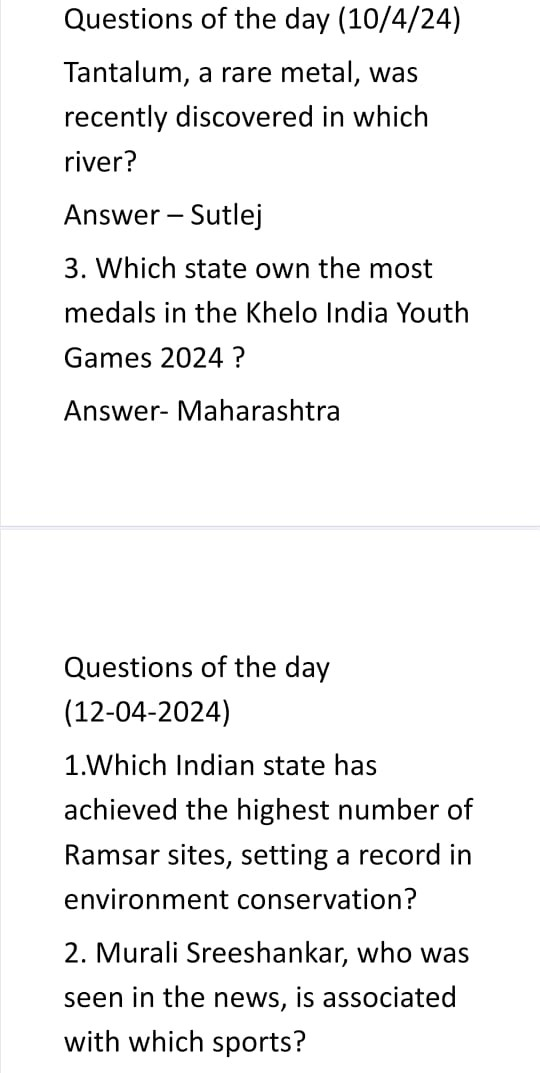 Questions of the day (10/4/24)
Tantalum, a rare metal, was
recently discovered in which
river?
Answer – Sutlej
3. Which state own the most
medals in the Khelo India Youth
Games 2024 ?
Answer- Maharashtra
Questions of the day
(12-04-2024)
1.Which Indian state has
achieved the highest number of
Ramsar sites, setting a record in
environment conservation?
2. Murali Sreeshankar, who was
seen in the news, is associated
with which sports?